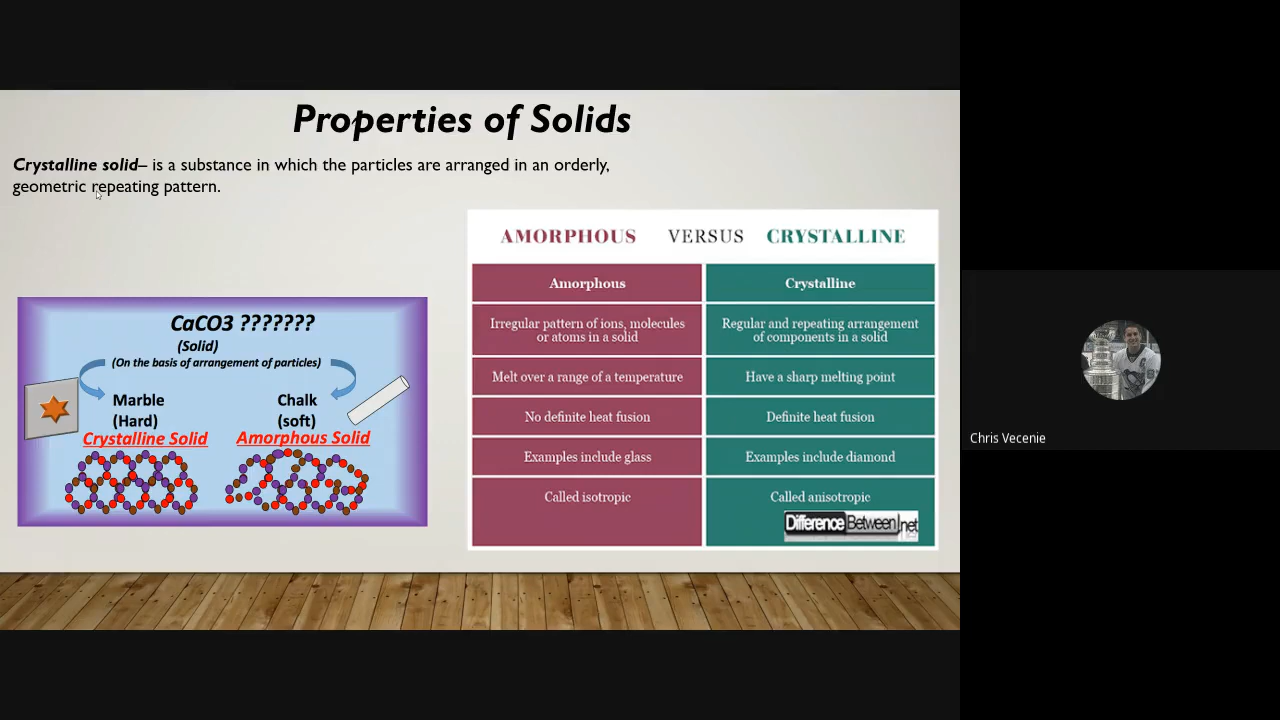 Properties of Solids
Crystalline solid– is a substance in which the particles are arranged in an orderly,
geometric repeating pattern.
CaCO3 ???????
(Solid)
(On the basis of arrangement of particles)
Marble
(Hard)
Crystalline Solid
Chalk
(soft)
Amorphous Solid
AMORPHOUS VERSUS CRYSTALLINE
Amorphous
Crystalline
Irregular pattern of ions, molecules
or atoms in a solid
Regular and repeating arrangement
of components in a solid
Melt over a range of a temperature
Have a sharp melting point
No definite heat fusion
Definite heat fusion
Examples include glass
Examples include diamond
Called isotropic
Called anisotropic
DifferenceBetween.net
Chris Vecenie